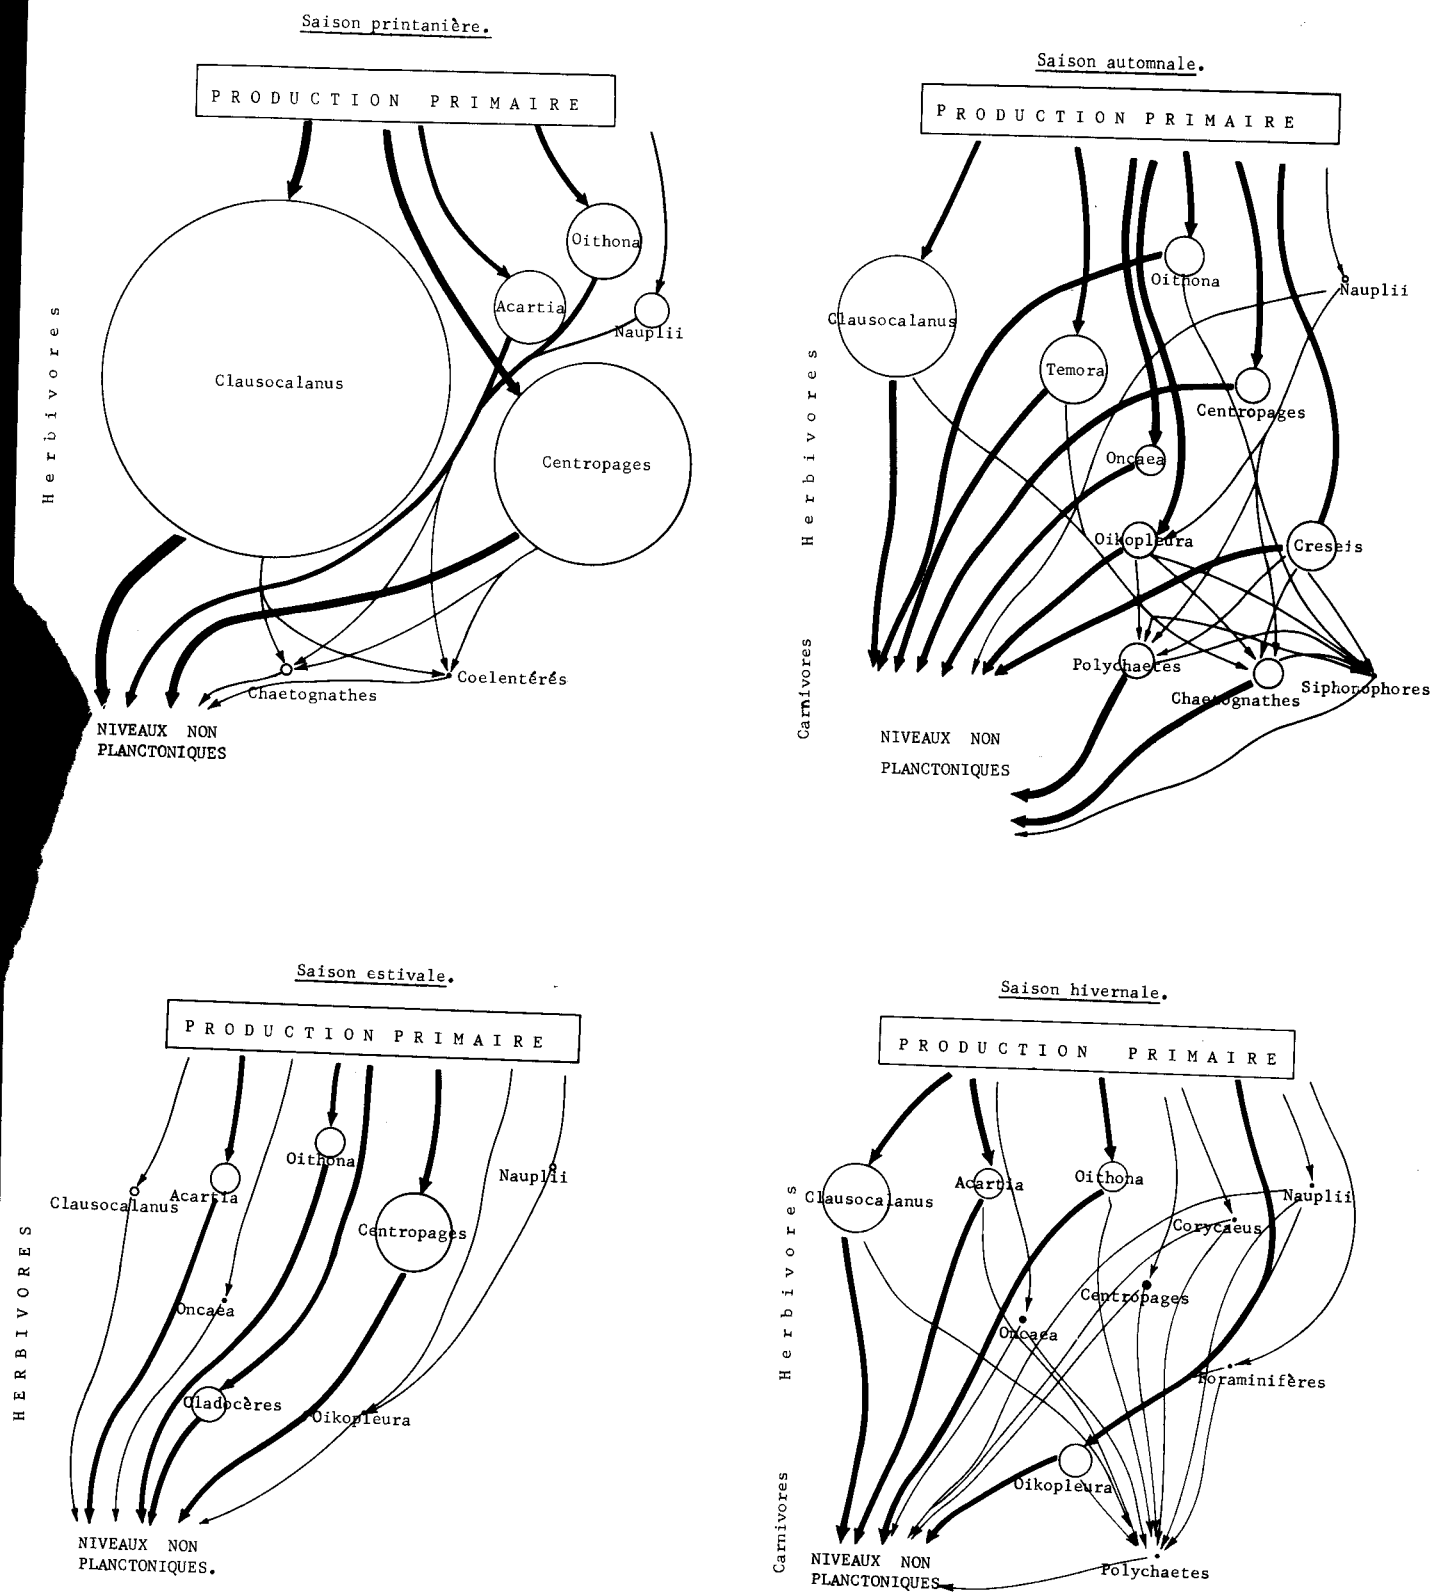 Saison printanière.
PRODUCTION PRIMAIRE
Herbivores
Oithona
Acartia
Nauplii
Clausocalanus
Centropages
Chaetognathes
Coelentérés
NIVEAUX NON
PLANCTONIQUES
Saison automnale.
PRODUCTION PRIMAIRE
Herbivores
Carnivores
Oithona
Nauplii
Clausocalanus
Temora
Centropages
Oncaea
Oikopleura
Creseis
Polychaetes
Chaetognathes
Siphonophores
NIVEAUX NON
PLANCTONIQUES
Saison estivale.
PRODUCTION PRIMAIRE
HERBIVORES
Oithona
Nauplii
Clausocalanus
Acartia
Centropages
Oncaea
Cladocères
Oikopleura
NIVEAUX NON
PLANCTONIQUES.
Saison hivernale.
PRODUCTION PRIMAIRE
Herbivores
Carnivores
Clausocalanus
Acartia
Oithona
Nauplii
Corycaeus
Centropages
Oncaea
Foraminifères
Oikopleura
Polychaetes
NIVEAUX NON
PLANCTONIQUES